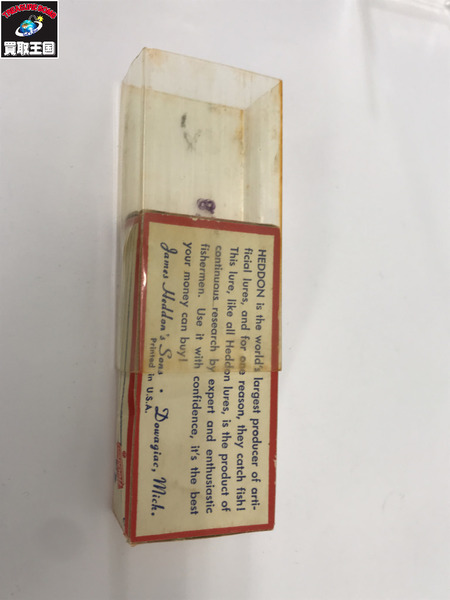 買取王国
HEDDON is the world's largest producer of arti-
ficial lures, and for one reason, they catch fish!
This lure, like all Heddon lures, is the product of
continuous research by expert and enthusiastic
fishermen. Use it with confidence, it's the best
your money can buy!
James Heddon's Sons • Dowagiac, Mich.
Printed in U.S.A.